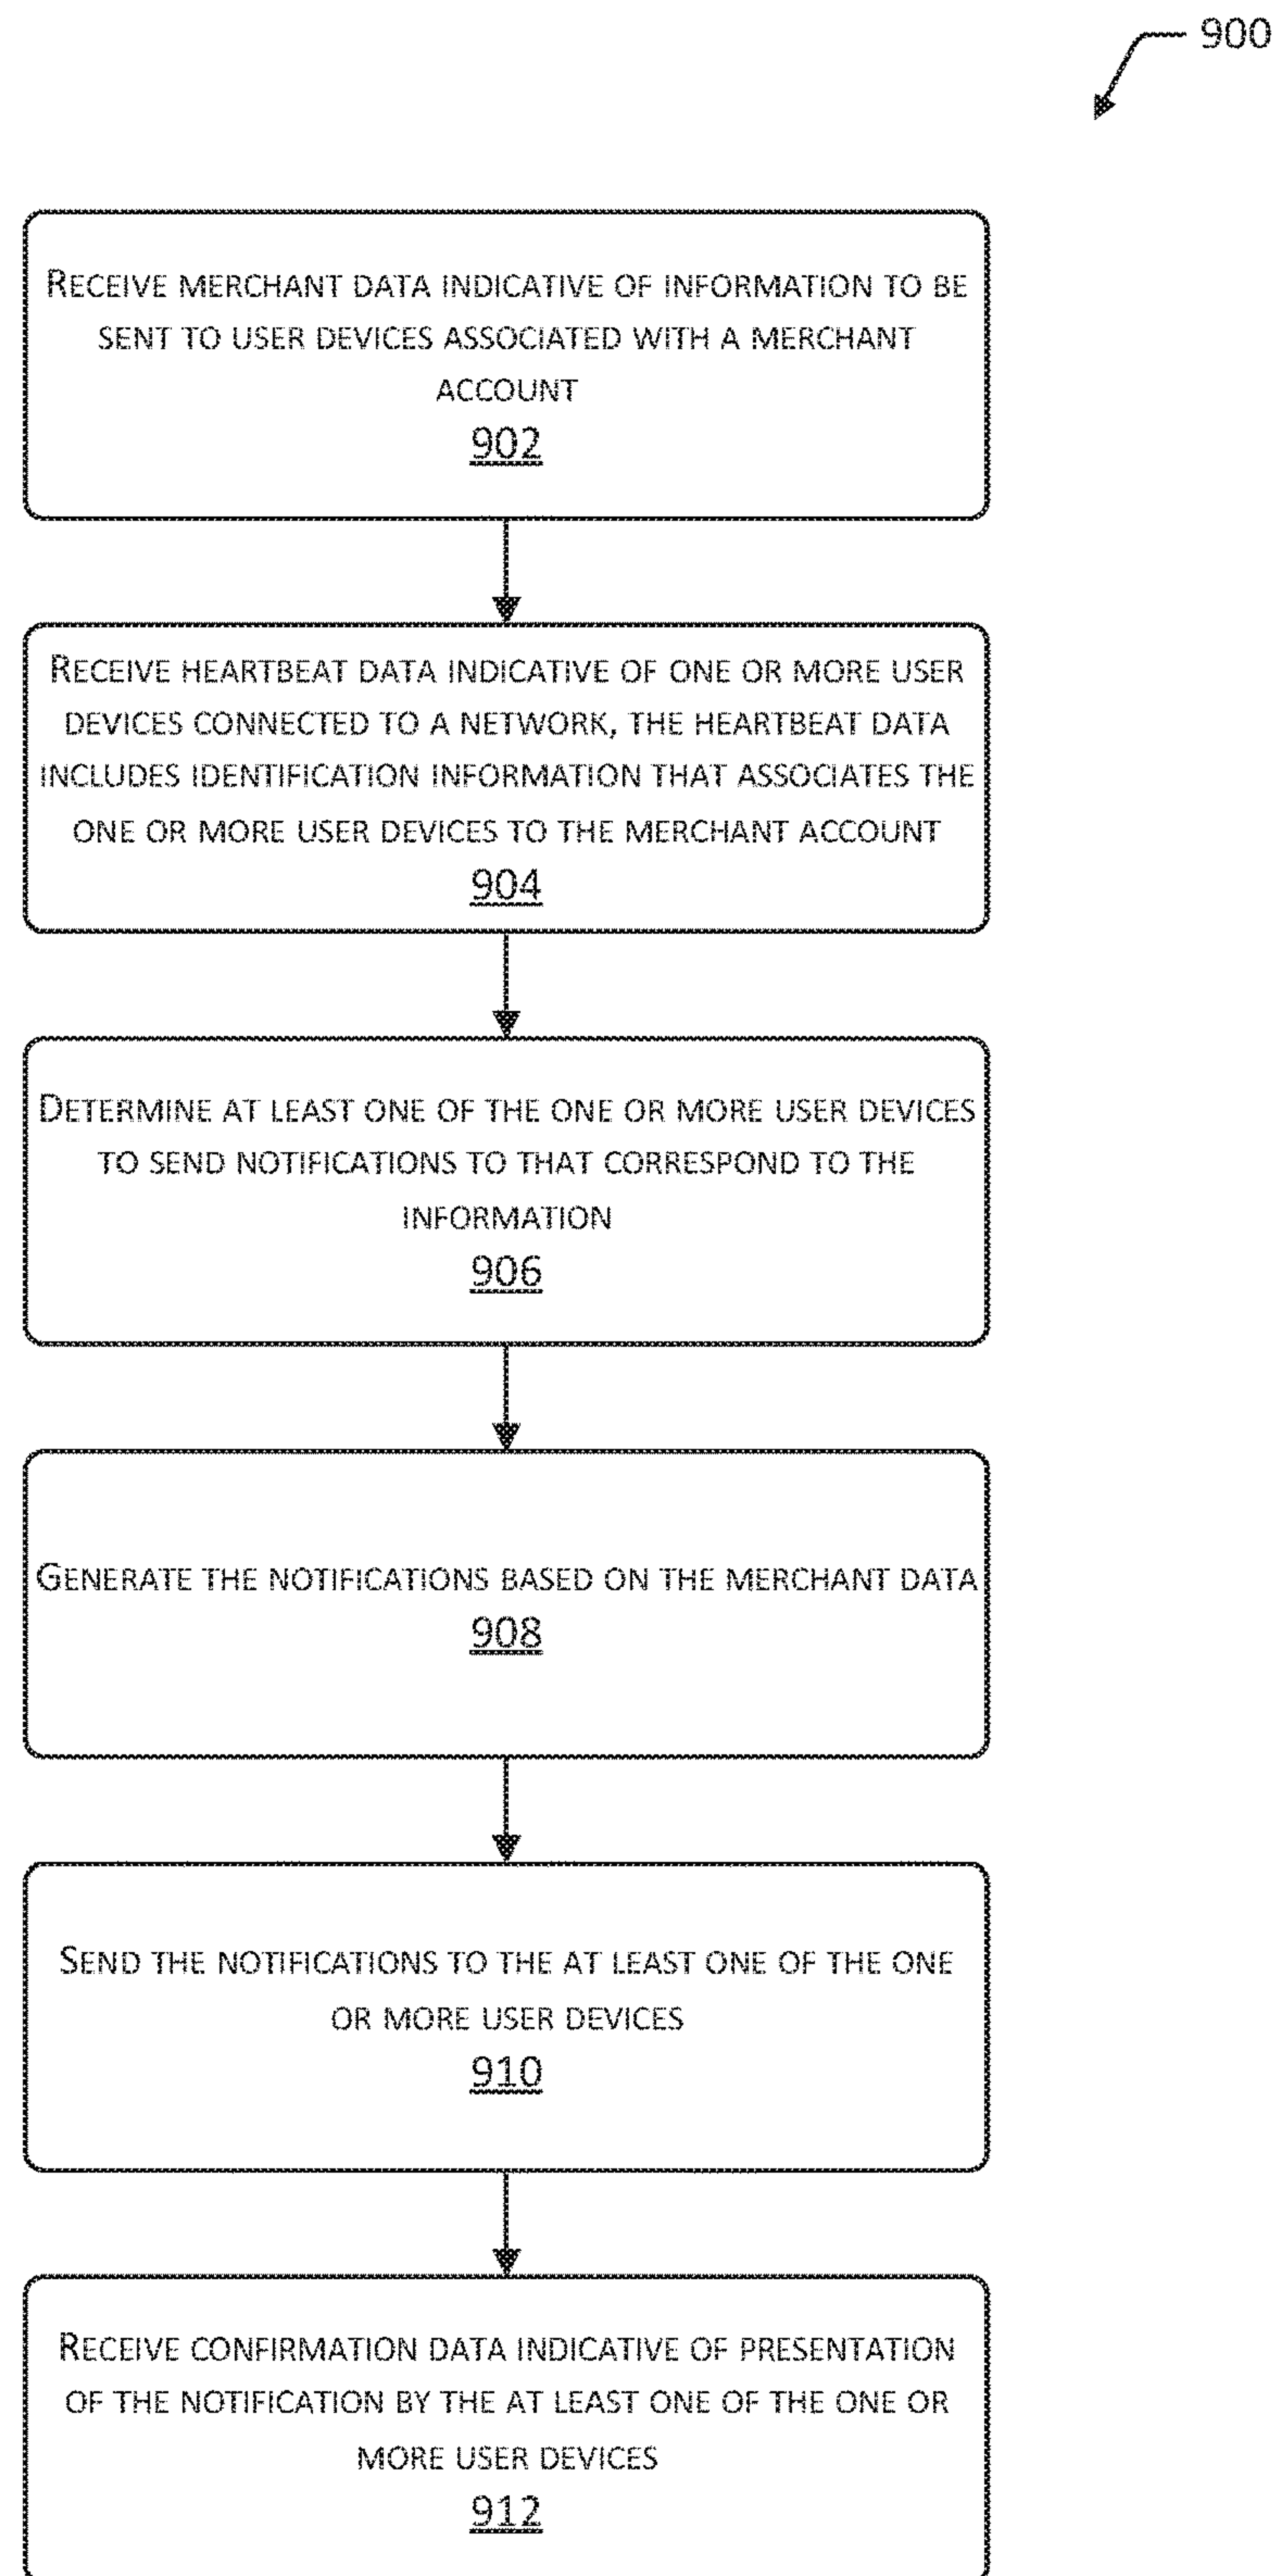 900
Receive merchant data indicative of information to be
sent to user devices associated with a merchant
account
902
Receive heartbeat data indicative of one or more user
devices connected to a network, the heartbeat data
includes identification information that associates the
one or more user devices to the merchant account
904
Determine at least one of the one or more user devices
to send notifications to that correspond to the
information
906
Generate the notifications based on the merchant data
908
Send the notifications to the at least one of the one
or more user devices
910
Receive confirmation data indicative of presentation
of the notification by the at least one of the one or
more user devices
912